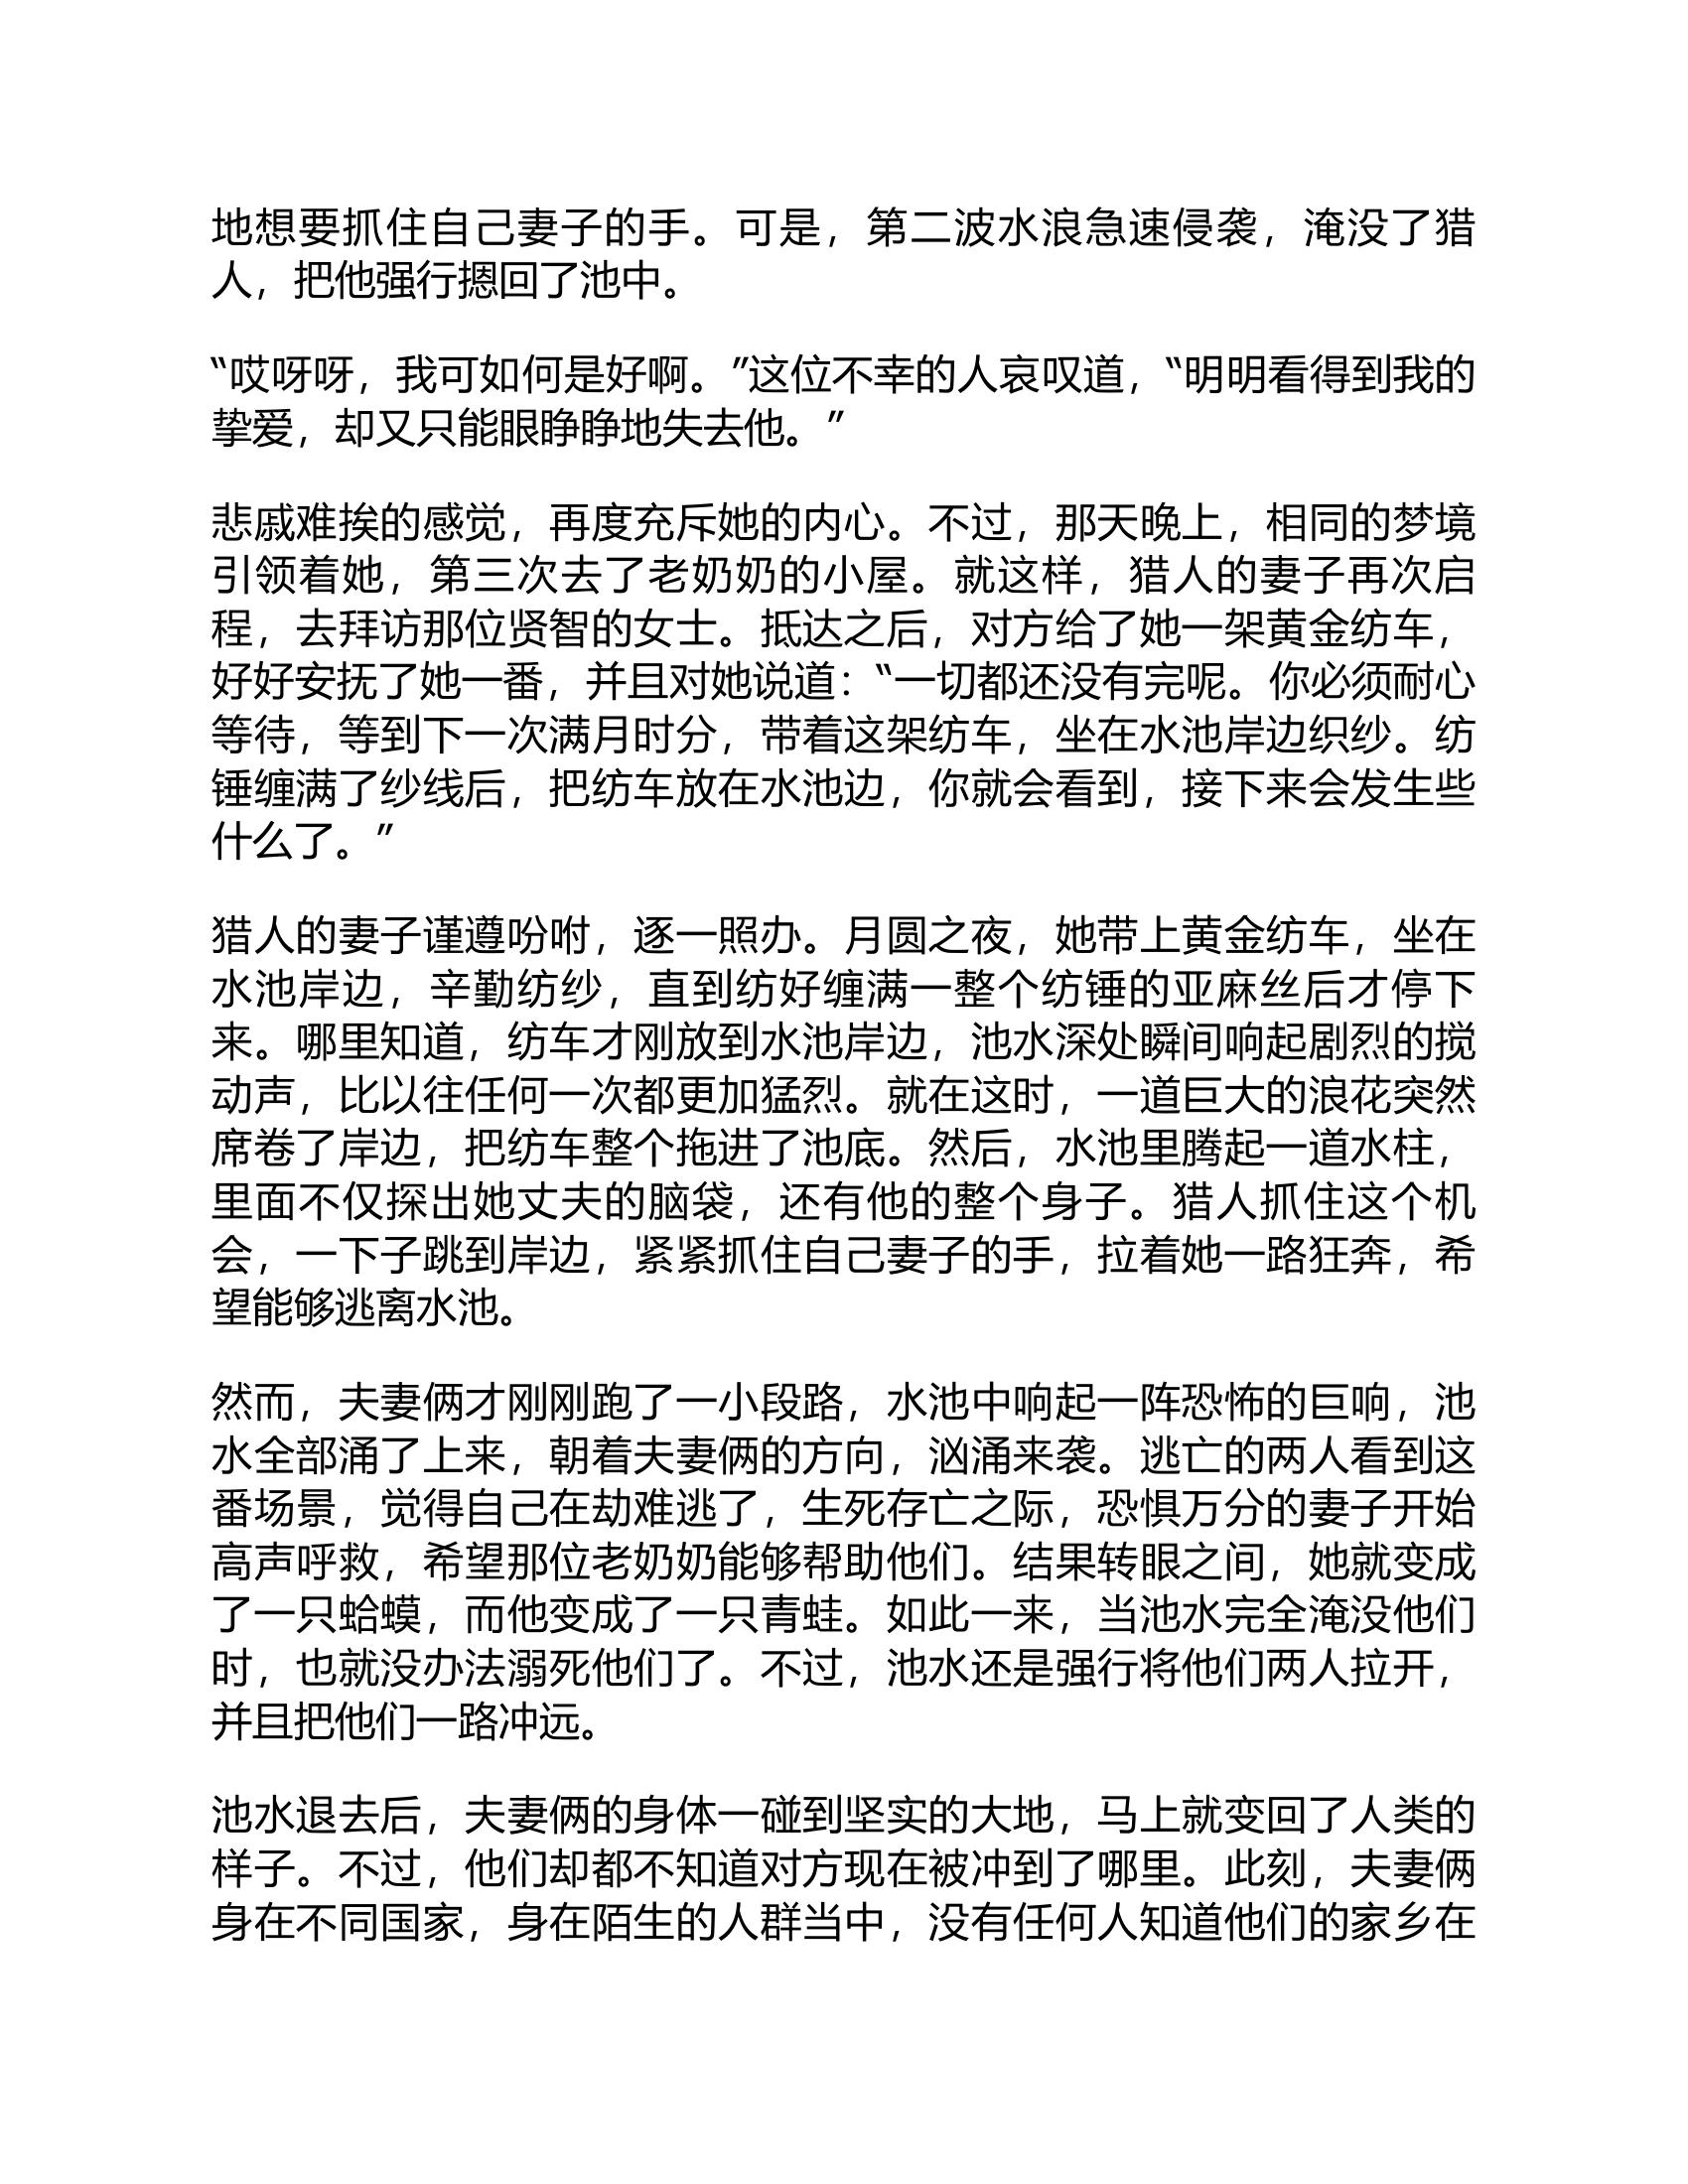 地想要抓住自己妻子的手。可是，第二波水浪急速侵袭，淹没了猎
人，把他强行摁回了池中。
“哎呀呀，我可如何是好啊。”这位不幸的人哀叹道，“明明看得到我的
挚爱，却又只能眼睁睁地失去他。”
悲戚难挨的感觉，再度充斥她的内心。不过，那天晚上，相同的梦境
引领着她，第三次去了老奶奶的小屋。就这样，猎人的妻子再次启
程，去拜访那位贤智的女士。抵达之后，对方给了她一架黄金纺车，
好好安抚了她一番，并且对她说道：“一切都还没有完呢。你必须耐心
等待，等到下一次满月时分，带着这架纺车，坐在水池岸边织纱。纺
锤缠满了纱线后，把纺车放在水池边，你就会看到，接下来会发生些
什么了。”
猎人的妻子谨遵吩咐，逐一照办。月圆之夜，她带上黄金纺车，坐在
水池岸边，辛勤纺纱，直到纺好缠满一整个纺锤的亚麻丝后才停下
来。哪里知道，纺车才刚放到水池岸边，池水深处瞬间响起剧烈的搅
动声，比以往任何一次都更加猛烈。就在这时，一道巨大的浪花突然
席卷了岸边，把纺车整个拖进了池底。然后，水池里腾起一道水柱，
里面不仅探出她丈夫的脑袋，还有他的整个身子。猎人抓住这个机
会，一下子跳到岸边，紧紧抓住自己妻子的手，拉着她一路狂奔，希
望能够逃离水池。
然而，夫妻俩才刚刚跑了一小段路，水池中响起一阵恐怖的巨响，池
水全部涌了上来，朝着夫妻俩的方向，汹涌来袭。逃亡的两人看到这
番场景，觉得自己在劫难逃了，生死存亡之际，恐惧万分的妻子开始
高声呼救，希望那位老奶奶能够帮助他们。结果转眼之间，她就变成
了一只蛤蟆，而他变成了一只青蛙。如此一来，当池水完全淹没他们
时，也就没办法溺死他们了。不过，池水还是强行将他们两人拉开，
并且把他们一路冲远。
池水退去后，夫妻俩的身体一碰到坚实的大地，马上就变回了人类的
样子。不过，他们却都不知道对方现在被冲到了哪里。此刻，夫妻俩
身在不同国家，身在陌生的人群当中，没有任何人知道他们的家乡在